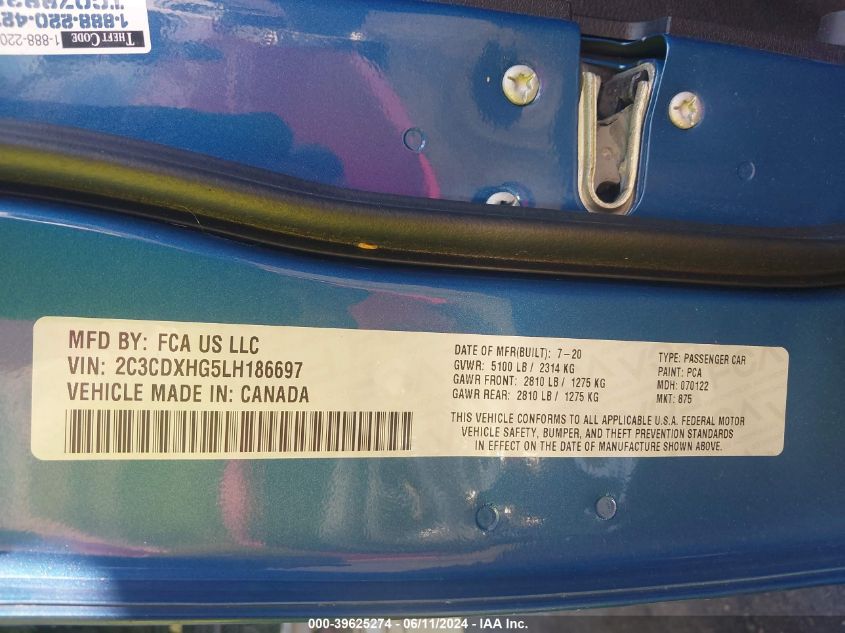 1-888-220-
THEFT CODE 1-888-220
MFD BY: FCA US LLC
VIN: 2C3CDXHG5LH186697
VEHICLE MADE IN: CANADA
DATE OF MFR(BUILT): 7-20
GVWR: 5100 LB / 2314 KG
GAWR FRONT: 2810 LB / 1275 KG
GAWR REAR: 2810 LB / 1275 KG
TYPE: PASSENGER CAR
PAINT: PCA
MDH: 070122
MKT: 875
THIS VEHICLE CONFORMS TO ALL APPLICABLE U.S.A. FEDERAL MOTOR
VEHICLE SAFETY, BUMPER, AND THEFT PREVENTION STANDARDS
IN EFFECT ON THE DATE OF MANUFACTURE SHOWN ABOVE.
000-39625274 - 06/11/2024 - IAA Inc.